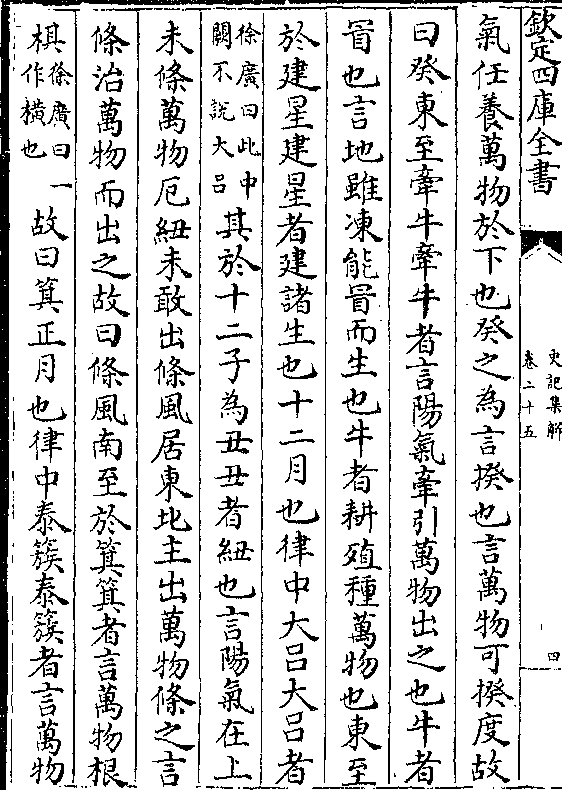 欽定四庫全書
史記集解
卷二十五
四
氣任養萬物於下也癸之為言揆也言萬物可揆度故
曰癸東至牽牛牽牛者言陽氣牽引萬物出之也牛者
冒也言地雖凍能冒而生也牛者耕殖種萬物也東至
於建星建星者建諸生也十二月也律中大呂大呂者
徐廣曰此中
闕不説大吕
其於十二子為丑丑者紐也言陽氣在上
未條萬物厄紐未敢出條風居東北主出萬物條之言
條治萬物而出之故曰條風南至於箕箕者言萬物根
棋
徐廣曰一
作橫也
故曰箕正月也律中泰簇泰簇者言萬物